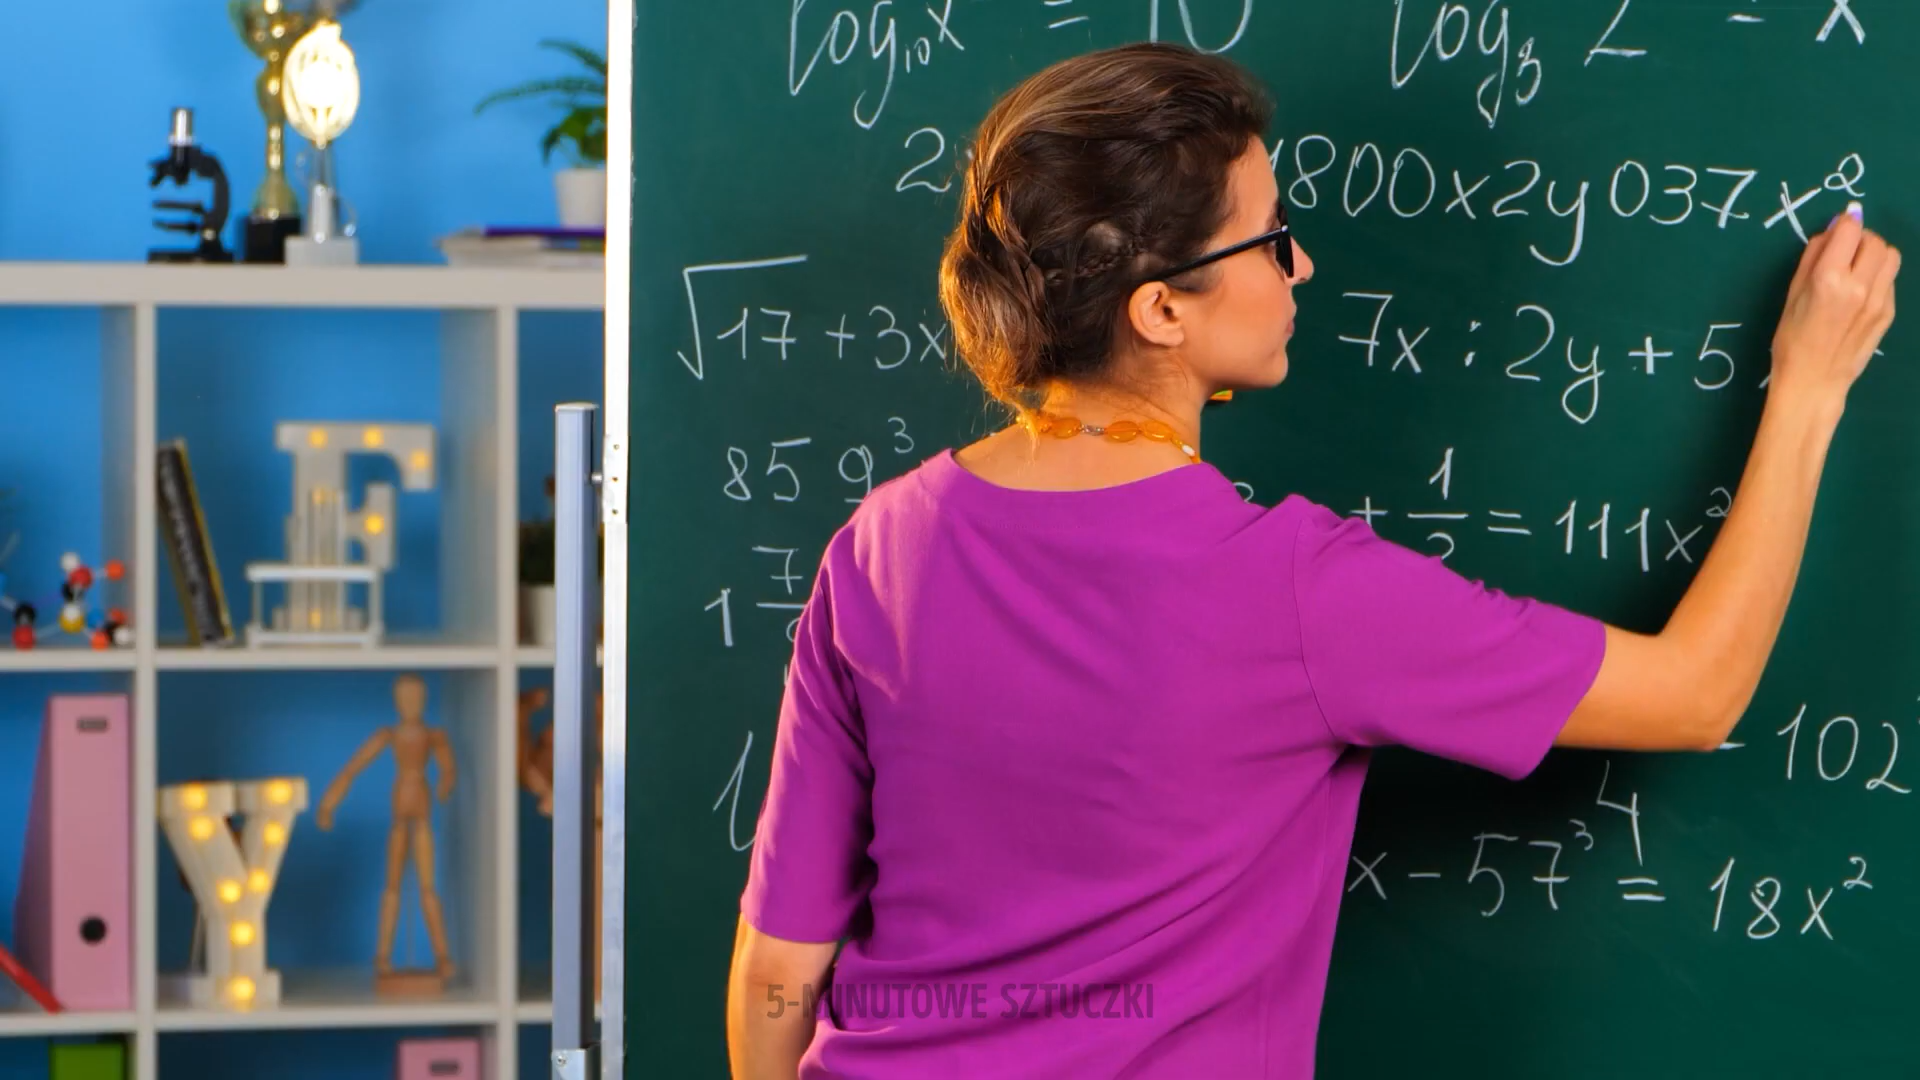 log₁₀x = 10 log₃ 2 = x
2 1800x2y037x²
√17 + 3x 7x : 2y + 5
85 9³ + 1/2 = 111x²
1 7
- 102
4
x - 57³ = 18x²
F
Y
5-MINUTOWE SZTUCZKI